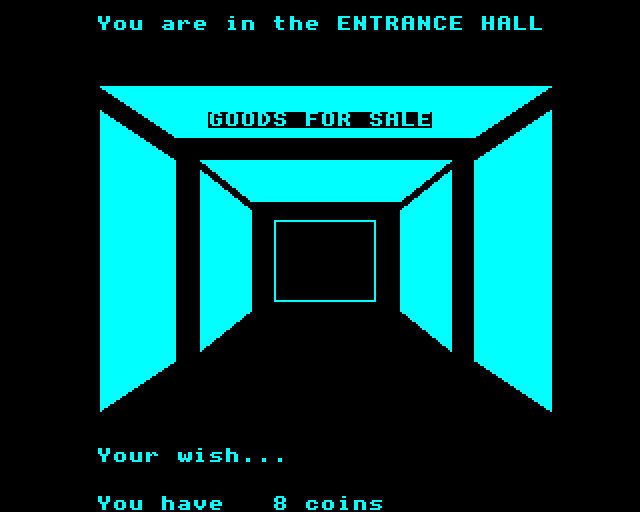 You are in the ENTRANCE HALL
GOODS FOR SALE
Your wish...
You have   8 coins